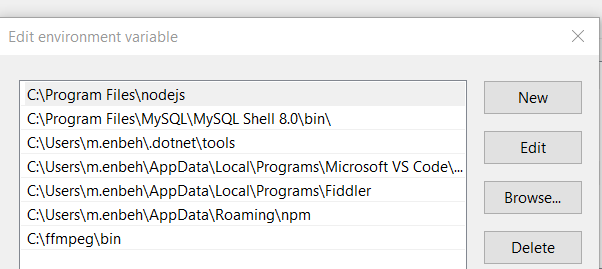 Edit environment variable
C:\Program Files\nodejs
C:\Program Files\MySQL\MySQL Shell 8.0\bin\
C:\Users\m.enbeh\.dotnet\tools
C:\Users\m.enbeh\AppData\Local\Programs\Microsoft VS Code\...
C:\Users\m.enbeh\AppData\Local\Programs\Fiddler
C:\Users\m.enbeh\AppData\Roaming\npm
C:\ffmpeg\bin
New
Edit
Browse...
Delete